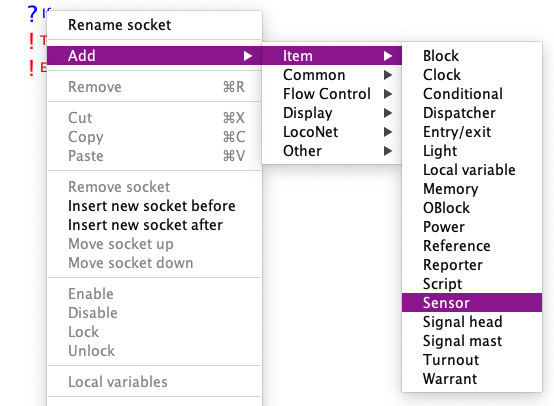 ? If
Rename socket
! T
Add ▶
! E
Remove ⌘R
Cut ⌘X
Copy ⌘C
Paste ⌘V
Remove socket
Insert new socket before
Insert new socket after
Move socket up
Move socket down
Enable
Disable
Lock
Unlock
Local variables
Item ▶
Common ▶
Flow Control ▶
Display ▶
LocoNet ▶
Other ▶
Block
Clock
Conditional
Dispatcher
Entry/exit
Light
Local variable
Memory
OBlock
Power
Reference
Reporter
Script
Sensor
Signal head
Signal mast
Turnout
Warrant